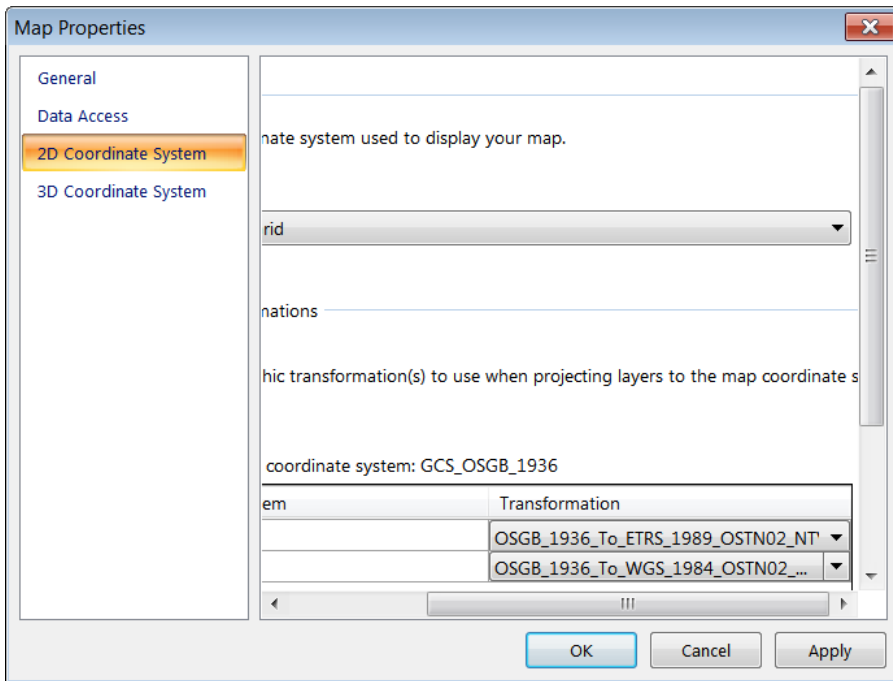 Map Properties
General
Data Access
2D Coordinate System
3D Coordinate System
nate system used to display your map.
rid
nations
hic transformation(s) to use when projecting layers to the map coordinate s
coordinate system: GCS_OSGB_1936
em Transformation
OSGB_1936_To_ETRS_1989_OSTN02_NT
OSGB_1936_To_WGS_1984_OSTN02_...
OK Cancel Apply